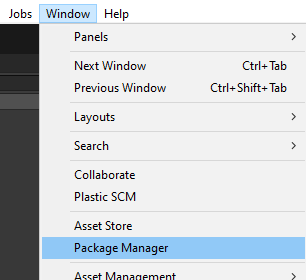 Jobs Window Help
Panels
Next Window Ctrl+Tab
Previous Window Ctrl+Shift+Tab
Layouts
Search
Collaborate
Plastic SCM
Asset Store
Package Manager
Asset Management